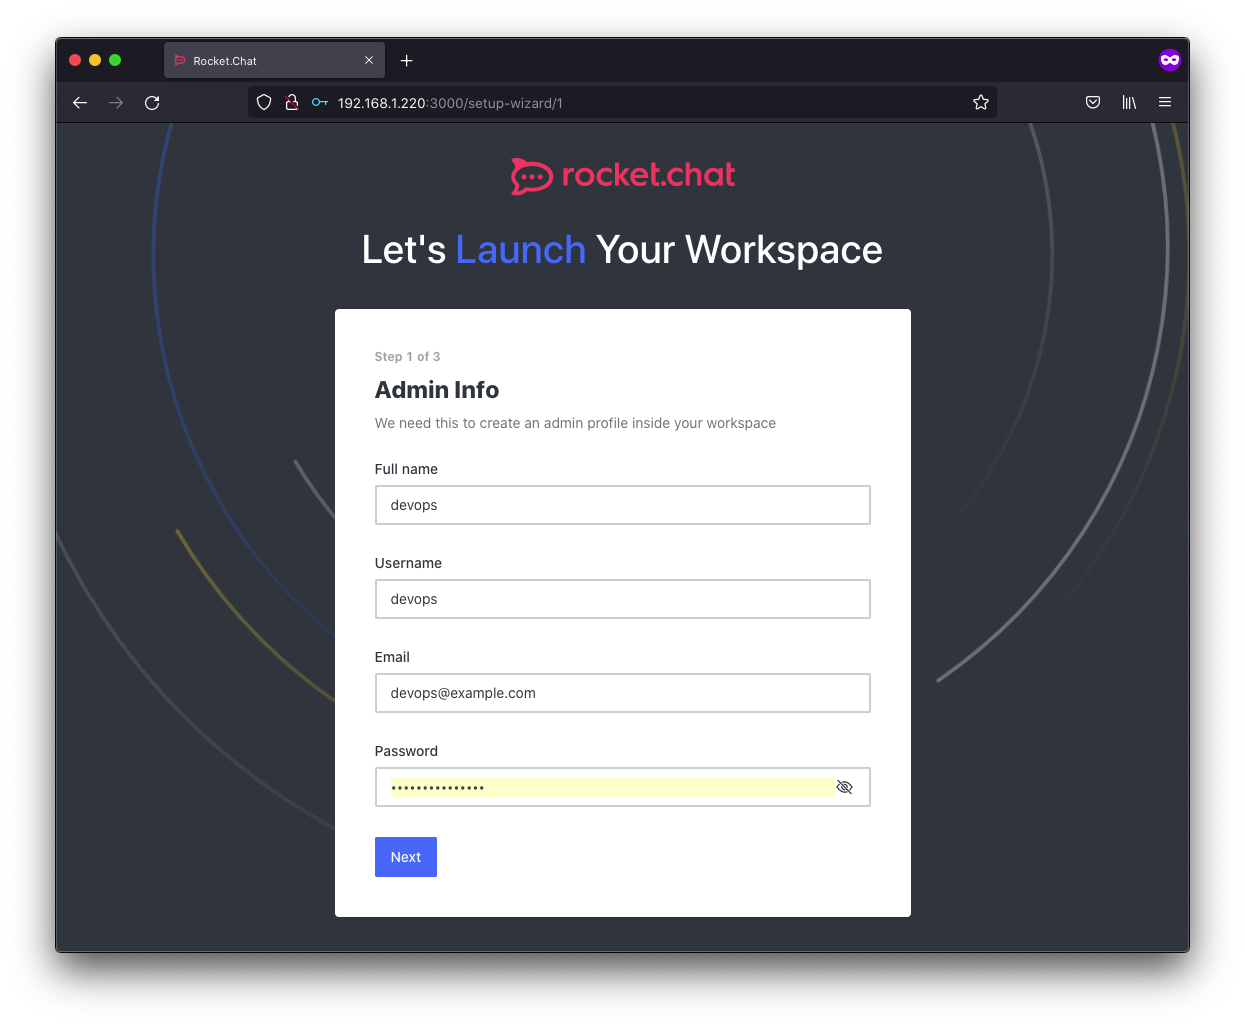 Rocket.Chat
192.168.1.220:3000/setup-wizard/1
rocket.chat
Let's Launch Your Workspace
Step 1 of 3
Admin Info
We need this to create an admin profile inside your workspace
Full name
devops
Username
devops
Email
devops@example.com
Password
•••••••••••••••
Next